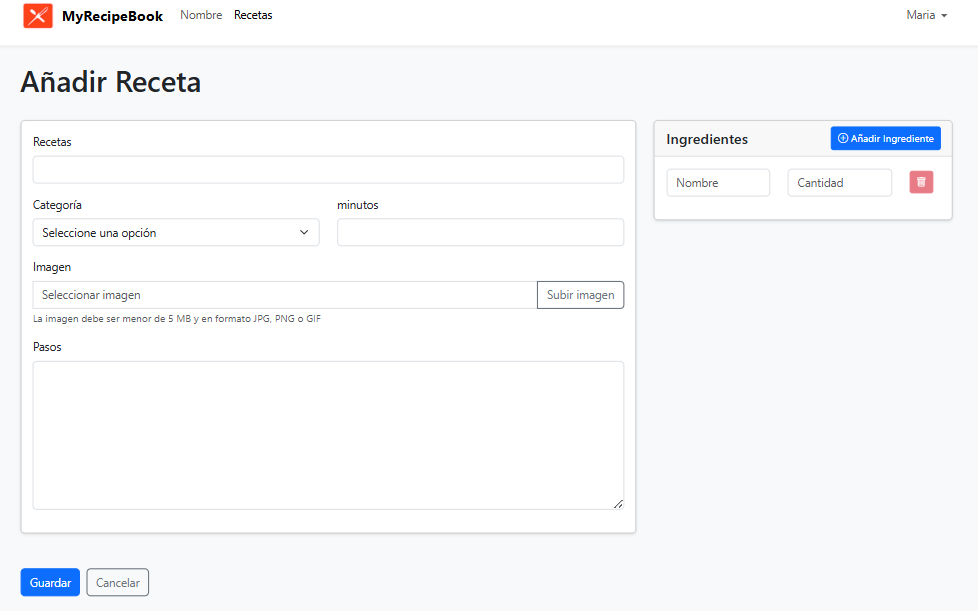 MyRecipeBook Nombre Recetas Maria
Añadir Receta
Recetas
Categoría minutos
Seleccione una opción
Imagen
Seleccionar imagen Subir imagen
La imagen debe ser menor de 5 MB y en formato JPG, PNG o GIF
Pasos
Ingredientes Añadir Ingrediente
Nombre Cantidad
Guardar Cancelar